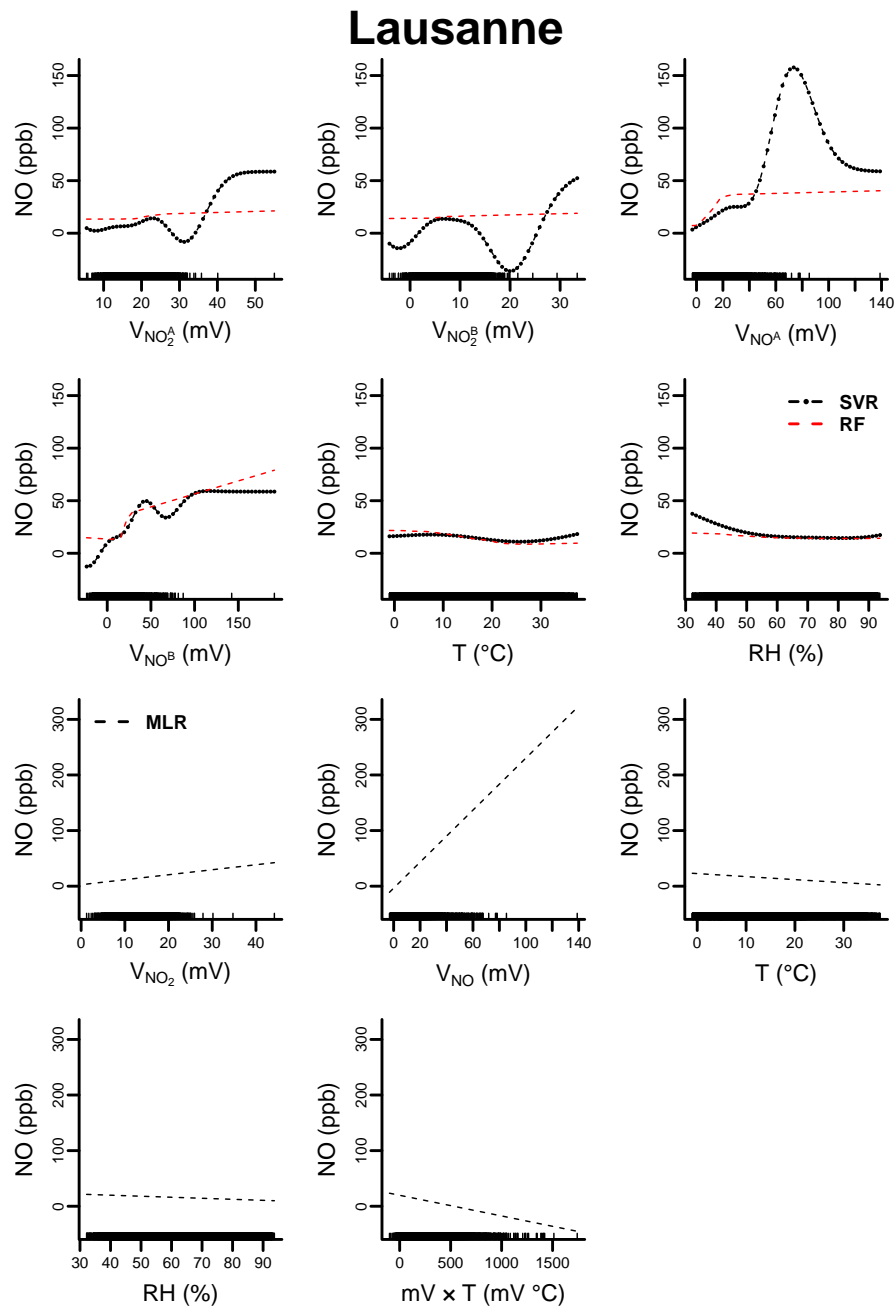 Lausanne
NO (ppb)
0 50 100 150
10 20 30 40 50
V_NO₂^A (mV)
NO (ppb)
0 50 100 150
0 10 20 30
V_NO₂^B (mV)
NO (ppb)
0 50 100 150
0 20 60 100 140
V_NO^A (mV)
NO (ppb)
0 50 100 150
0 50 100 150
V_NO^B (mV)
NO (ppb)
0 50 100 150
0 10 20 30
T (°C)
NO (ppb)
0 50 100 150
SVR
RF
30 40 50 60 70 80 90
RH (%)
NO (ppb)
0 100 200 300
MLR
0 10 20 30 40
V_NO₂ (mV)
NO (ppb)
0 100 200 300
0 20 60 100 140
V_NO (mV)
NO (ppb)
0 100 200 300
0 10 20 30
T (°C)
NO (ppb)
0 100 200 300
30 40 50 60 70 80 90
RH (%)
NO (ppb)
0 100 200 300
0 500 1000 1500
mV × T (mV °C)